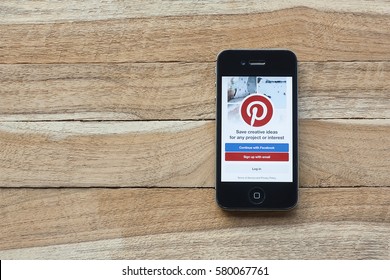 Save creative ideas
for any project or interest
Continue with Facebook
Sign up with email
Log in
shutterstock.com · 580067761